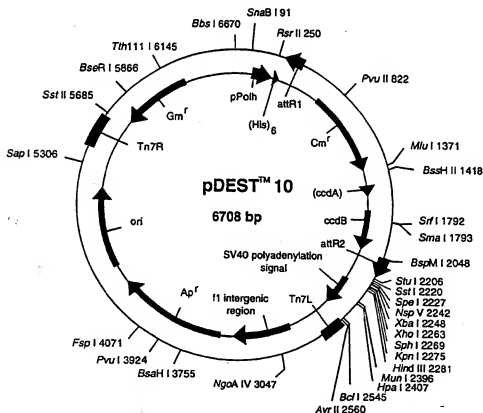 Bbs I 6670
SnaB I 91
Rsr II 250
Tth111 I 6145
BseR I 5866
Sst II 5685
Sap I 5306
Pvu II 822
Mlu I 1371
BssH II 1418
Srf I 1792
Sma I 1793
BspM I 2048
Stu I 2206
Sst I 2220
Spe I 2227
Nsp V 2242
Xba I 2248
Xho I 2263
Sph I 2269
Kpn I 2275
Hind III 2281
Mun I 2396
Hpa I 2407
Bcl I 2545
Avr II 2560
NgoA IV 3047
BsaH I 3755
Pvu I 3924
Fsp I 4071
pPolh
(His)6
attR1
Cmr
(ccdA)
ccdB
attR2
SV40 polyadenylation
signal
Tn7L
f1 intergenic
region
Apr
ori
Tn7R
Gmr
pDEST™ 10
6708 bp